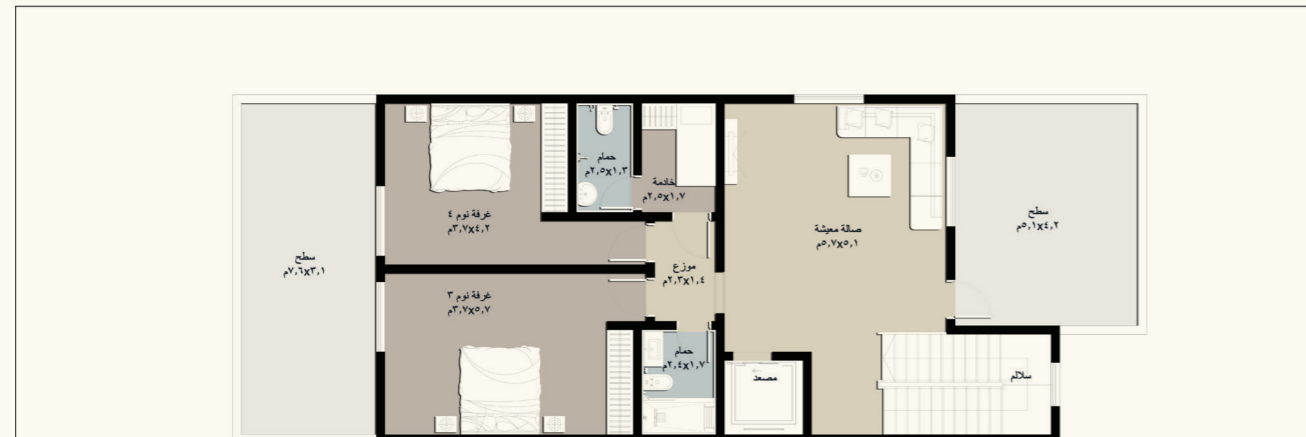 حمام
٢,٥x١,٣م
خادمة
٢,٥x١,٧م
غرفة نوم ٤
٣,٧x٤,٢م
سطح
٥,١x٤,٢م
صالة معيشة
٥,٧x٥,١م
سطح
٧,٦x٣,١م
موزع
٢,٣x١,٤م
غرفة نوم ٣
٣,٧x٥,٧م
حمام
٢,٤x١,٧م
مصعد
سلالم